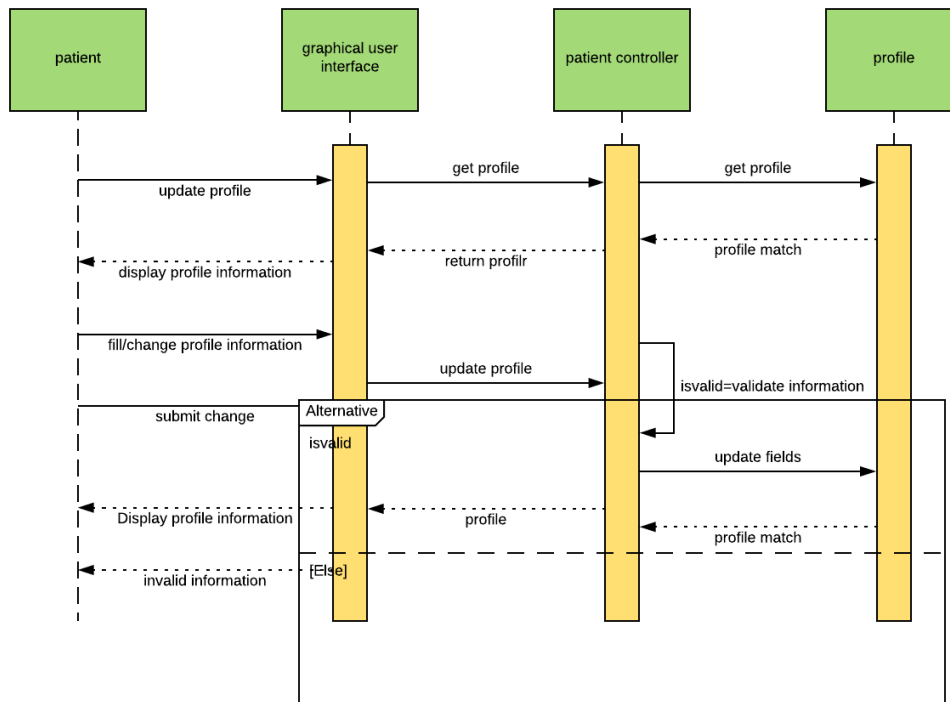 patient
graphical user
interface
patient controller
profile
update profile
get profile
get profile
profile match
return profilr
display profile information
fill/change profile information
update profile
isvalid=validate information
submit change
Alternative
isvalid
update fields
Display profile information
profile
profile match
invalid information
[Else]